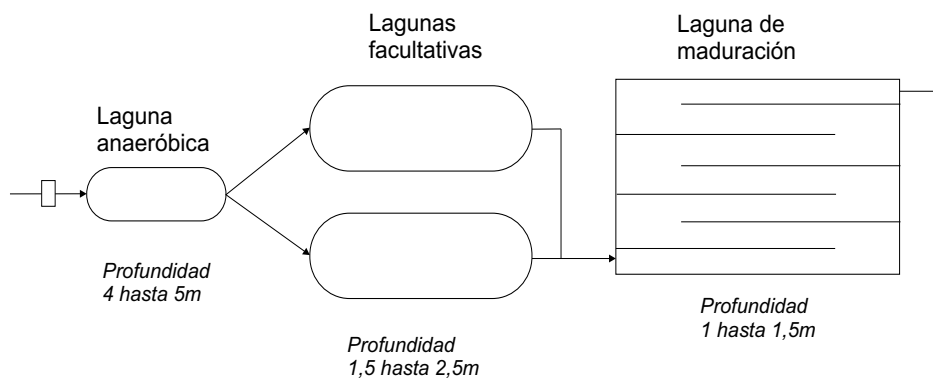 Lagunas
facultativas
Laguna de
maduración
Laguna
anaeróbica
Profundidad
4 hasta 5m
Profundidad
1 hasta 1,5m
Profundidad
1,5 hasta 2,5m